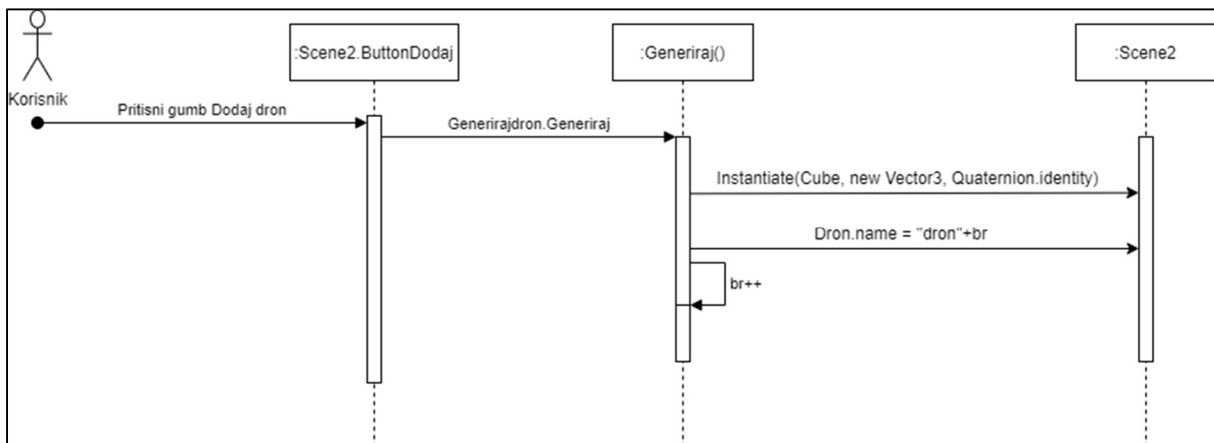 :Scene2.ButtonDodaj
:Generiraj()
:Scene2
Korisnik
Pritisni gumb Dodaj dron
Generirajdron.Generiraj
Instantiate(Cube, new Vector3, Quaternion.identity)
Dron.name = "dron"+br
br++